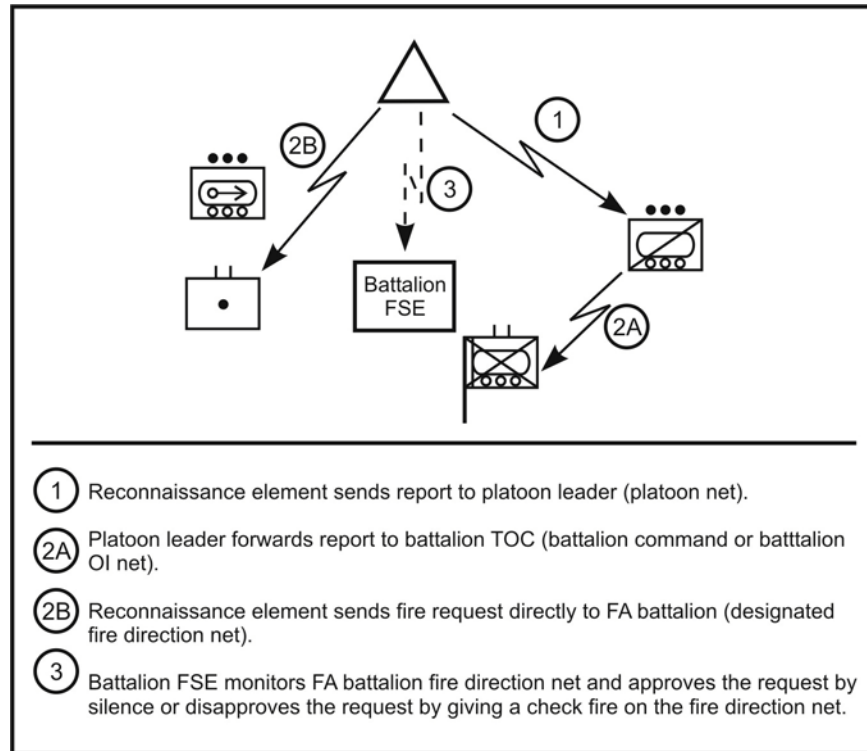 1
2B
3
Battalion
FSE
2A
1 Reconnaissance element sends report to platoon leader (platoon net).
2A Platoon leader forwards report to battalion TOC (battalion command or batttalion
OI net).
2B Reconnaissance element sends fire request directly to FA battalion (designated
fire direction net).
3 Battalion FSE monitors FA battalion fire direction net and approves the request by
silence or disapproves the request by giving a check fire on the fire direction net.